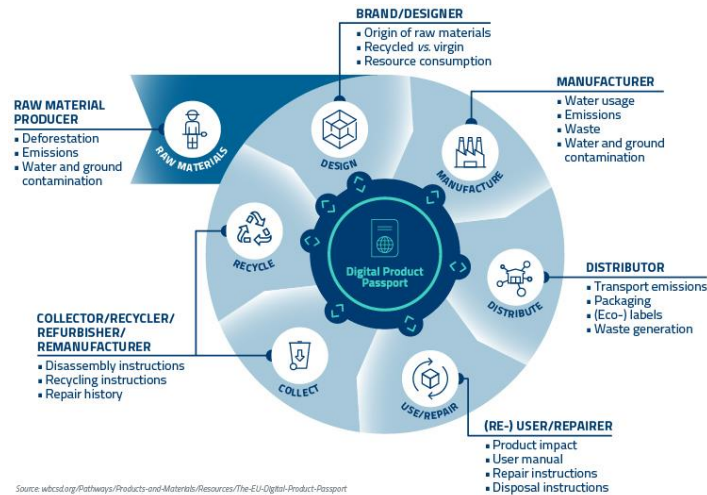 BRAND/DESIGNER
▪ Origin of raw materials
▪ Recycled vs. virgin
▪ Resource consumption
MANUFACTURER
▪ Water usage
▪ Emissions
▪ Waste
▪ Water and ground
contamination
RAW MATERIAL
PRODUCER
▪ Deforestation
▪ Emissions
▪ Water and ground
contamination
RAW MATERIALS
DESIGN
MANUFACTURE
Digital Product
Passport
RECYCLE
DISTRIBUTE
DISTRIBUTOR
▪ Transport emissions
▪ Packaging
▪ (Eco-) labels
▪ Waste generation
COLLECTOR/RECYCLER/
REFURBISHER/
REMANUFACTURER
▪ Disassembly instructions
▪ Recycling instructions
▪ Repair history
COLLECT
USE/REPAIR
(RE-) USER/REPAIRER
▪ Product impact
▪ User manual
▪ Repair instructions
▪ Disposal instructions
Source: wbcsd.org/Pathways/Products-and-Materials/Resources/The-EU-Digital-Product-Passport